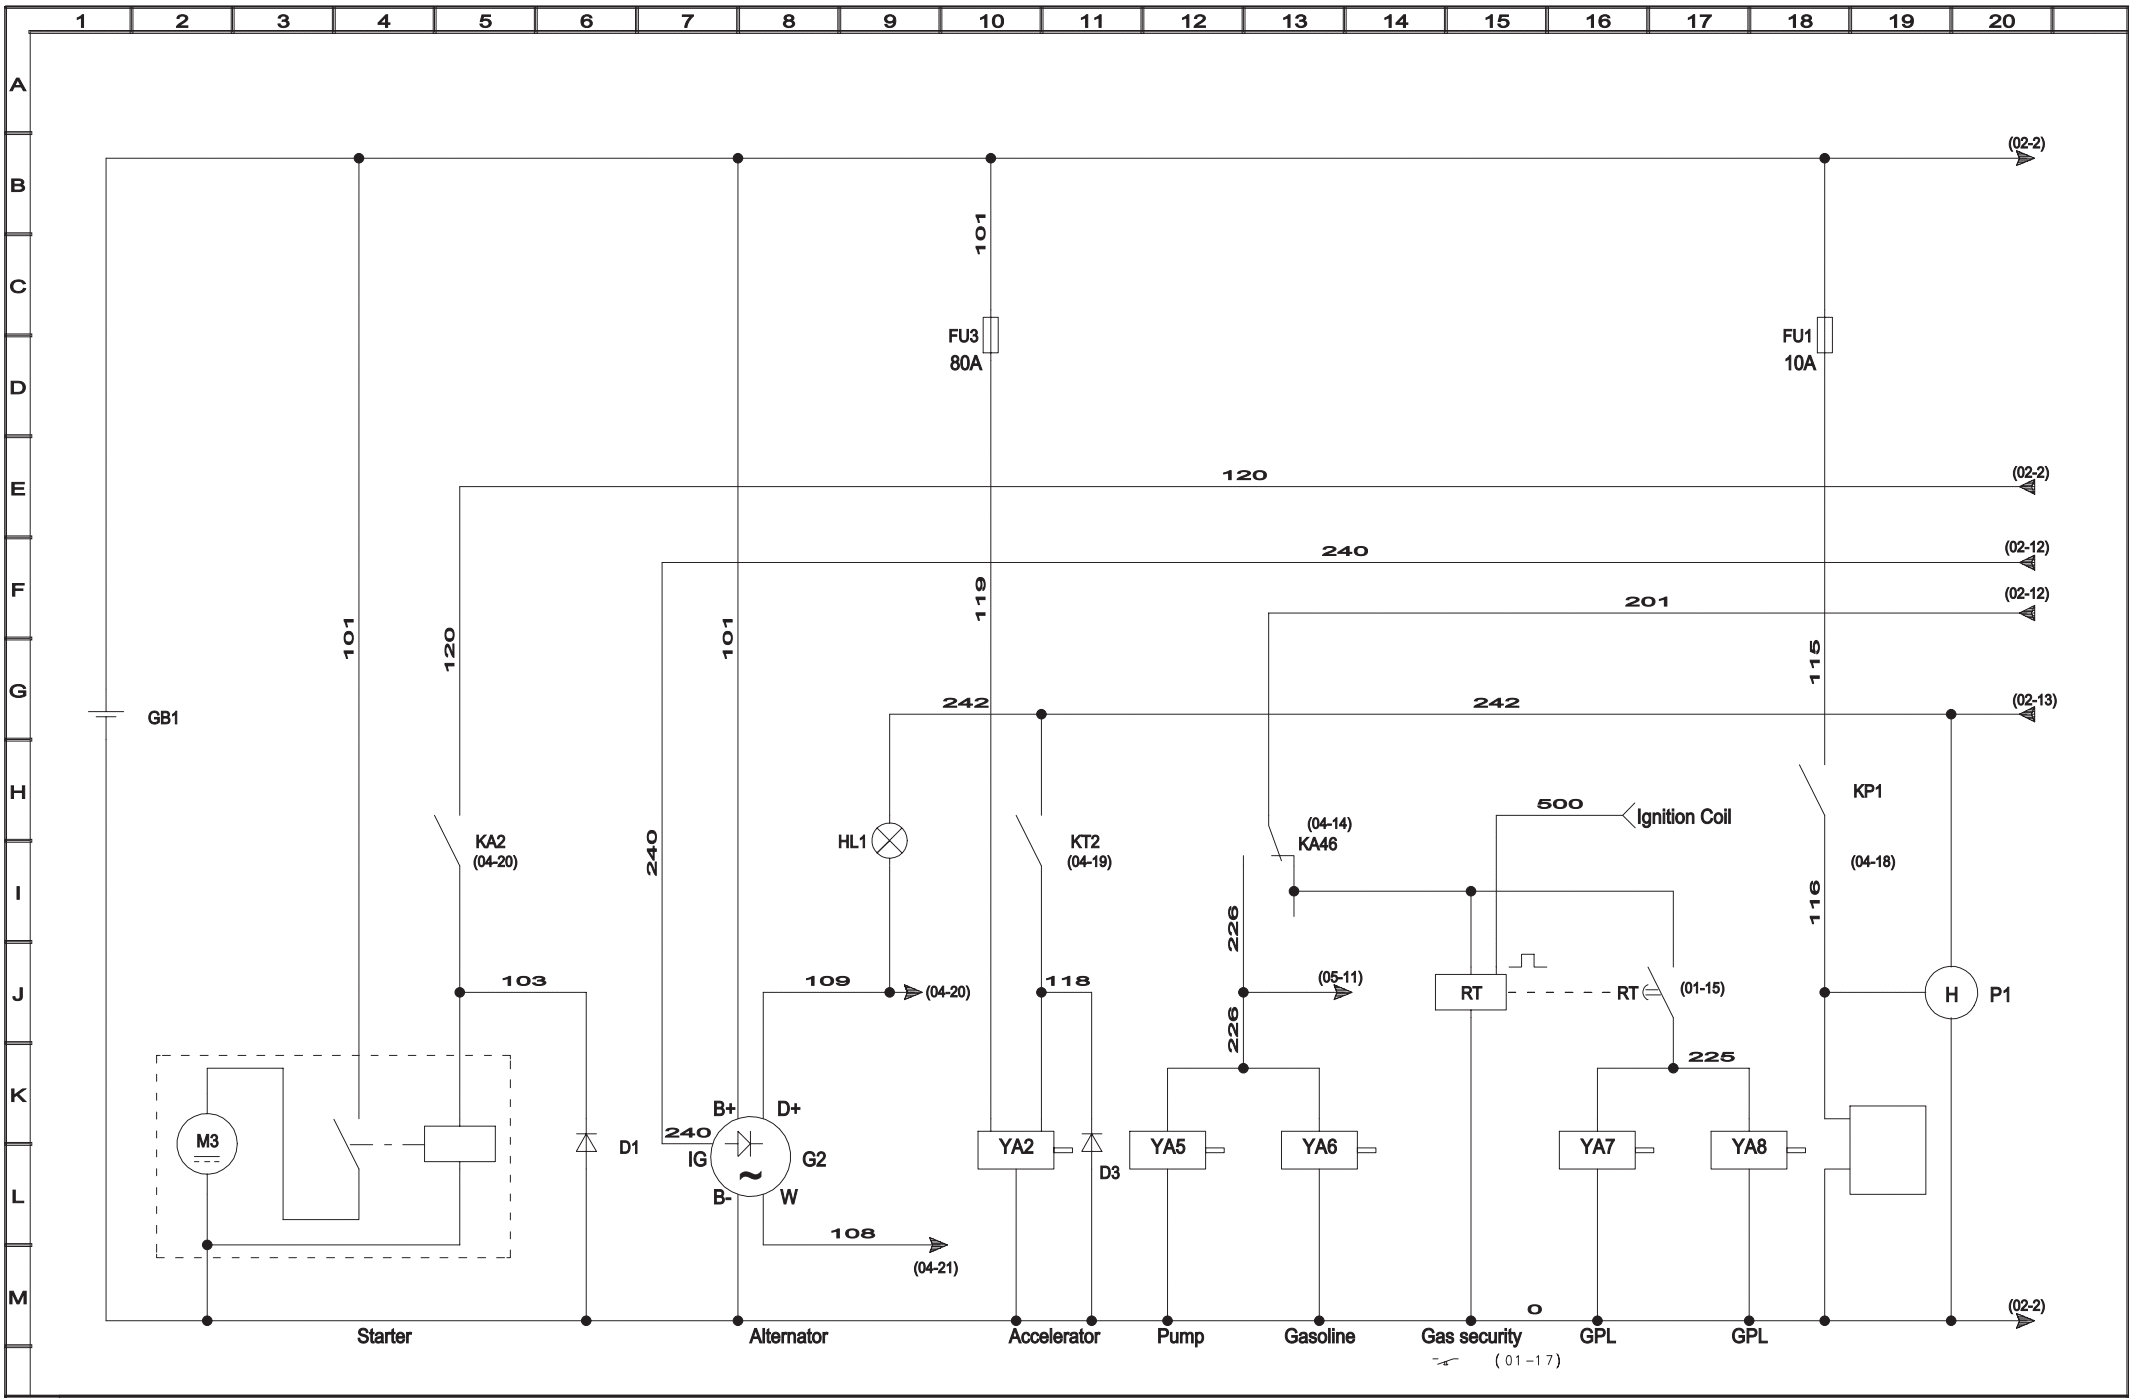 1 2 3 4 5 6 7 8 9 10 11 12 13 14 15 16 17 18 19 20
A
(02-2)
B
101
C
FU3
80A
FU1
10A
D
E
120
(02-2)
240
(02-12)
F
119
201
(02-12)
101
120
101
115
G
GB1
242
242
(02-13)
H
KP1
500
Ignition Coil
KA2
(04-20)
240
HL1
KT2
(04-19)
(04-14)
KA46
(04-18)
I
226
116
J
103
109
(04-20)
118
(05-11)
RT
RT
(01-15)
H
P1
226
225
K
B+
D+
M3
D1
240
IG
G2
YA2
D3
YA5
YA6
YA7
YA8
L
B-
W
108
(04-21)
M
0
(02-2)
Starter
Alternator
Accelerator
Pump
Gasoline
Gas security
GPL
GPL
(01-17)